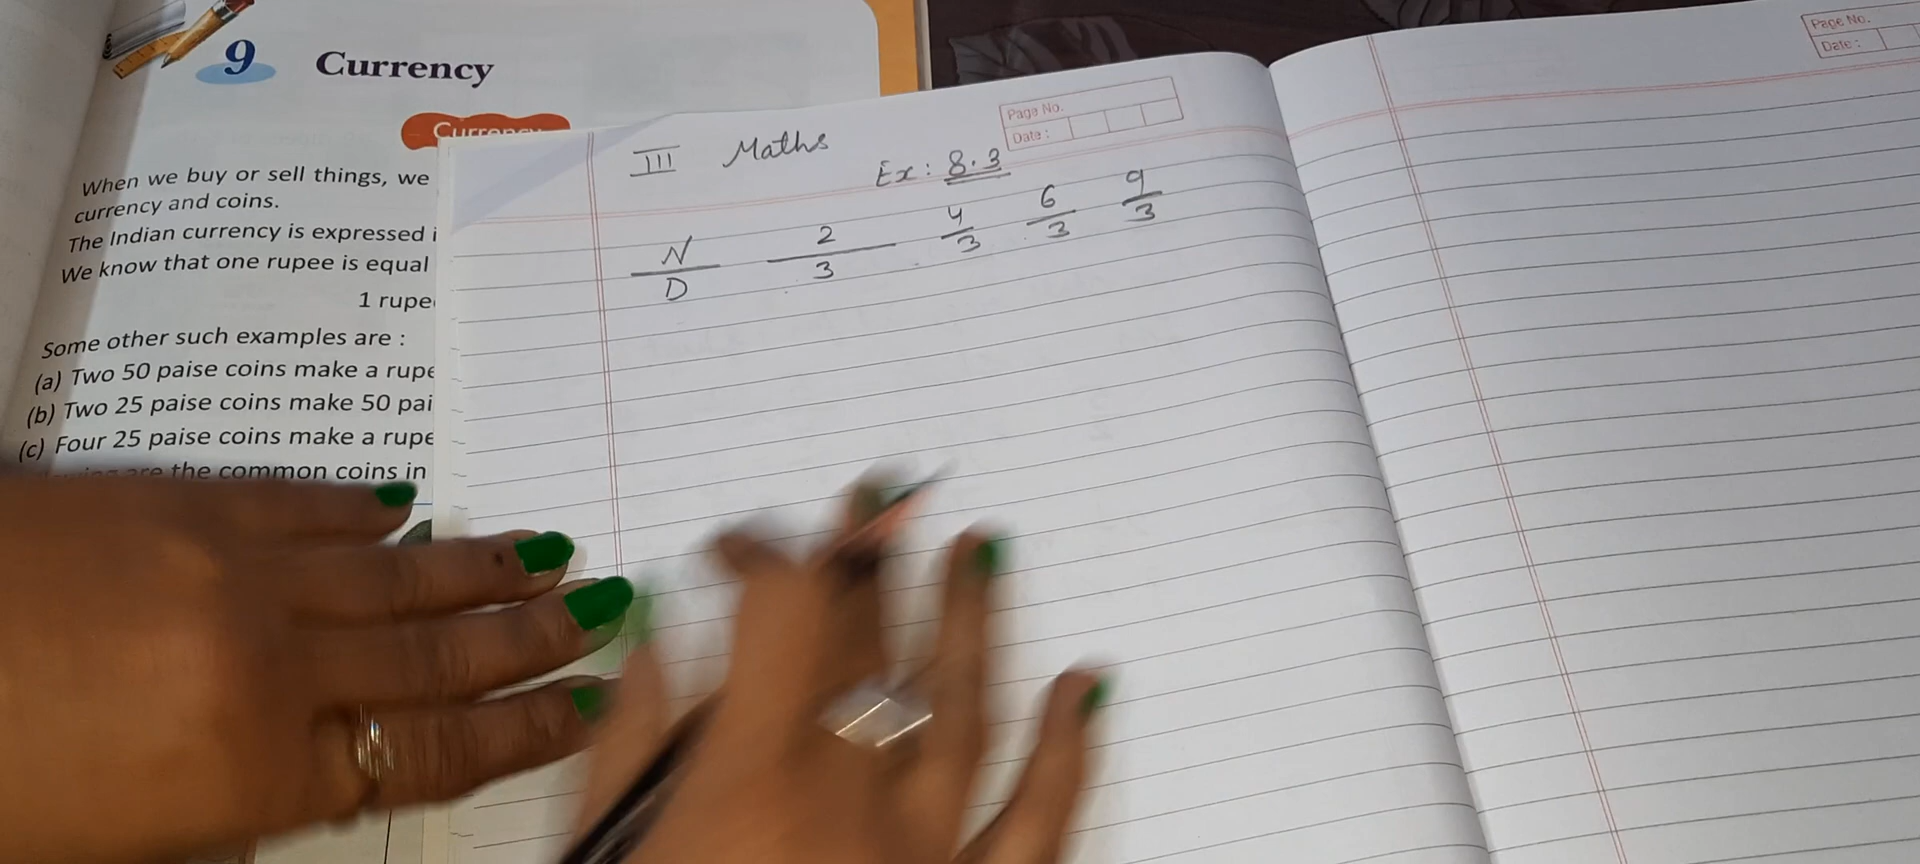 9 Currency
Currency
When we buy or sell things, we
currency and coins.
The Indian currency is expressed i
We know that one rupee is equal
1 rupe
Some other such examples are :
(a) Two 50 paise coins make a rupe
(b) Two 25 paise coins make 50 pai
(c) Four 25 paise coins make a rupe
are the common coins in
Page No.
Date :
III Maths
Ex : 8.3
N/D 2/3 4/3 6/3 9/3
Page No.
Date :